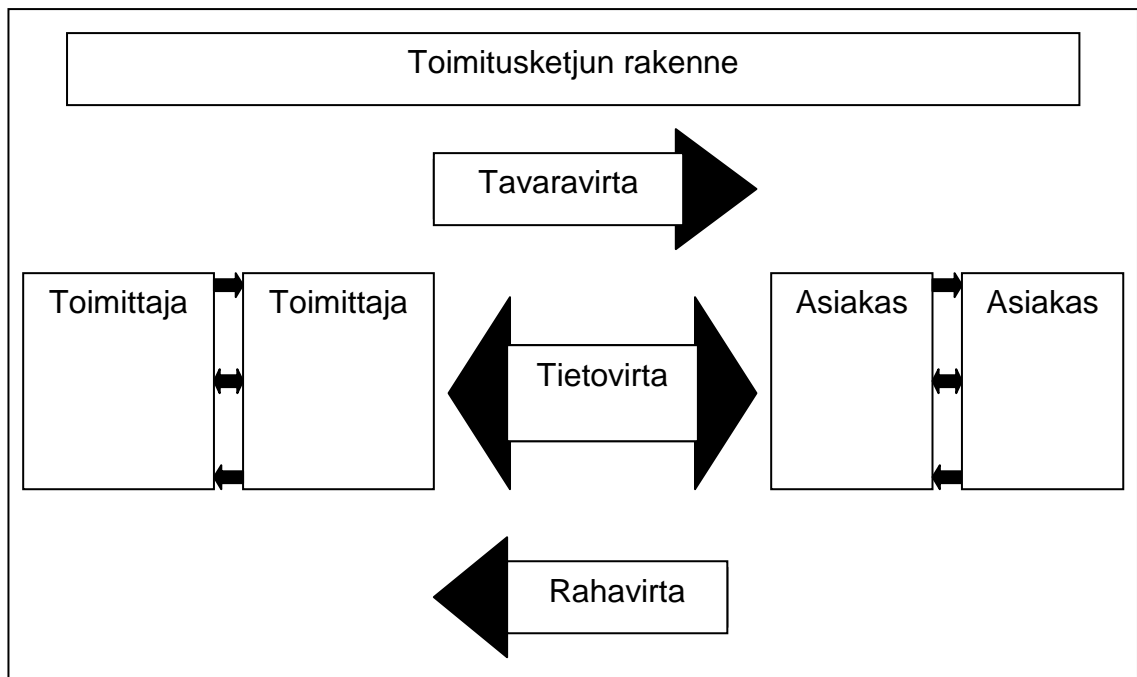 Toimitusketjun rakenne
Tavaravirta
Toimittaja
Toimittaja
Asiakas
Asiakas
Tietovirta
Rahavirta